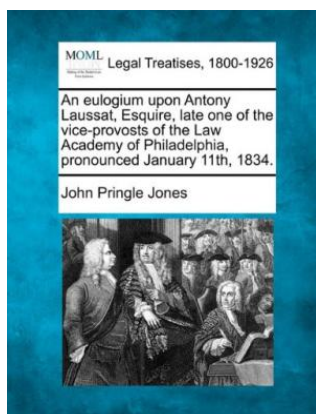 MOML Legal Treatises, 1800-1926
An eulogium upon Antony
Laussat, Esquire, late one of the
vice-provosts of the Law
Academy of Philadelphia,
pronounced January 11th, 1834.
John Pringle Jones